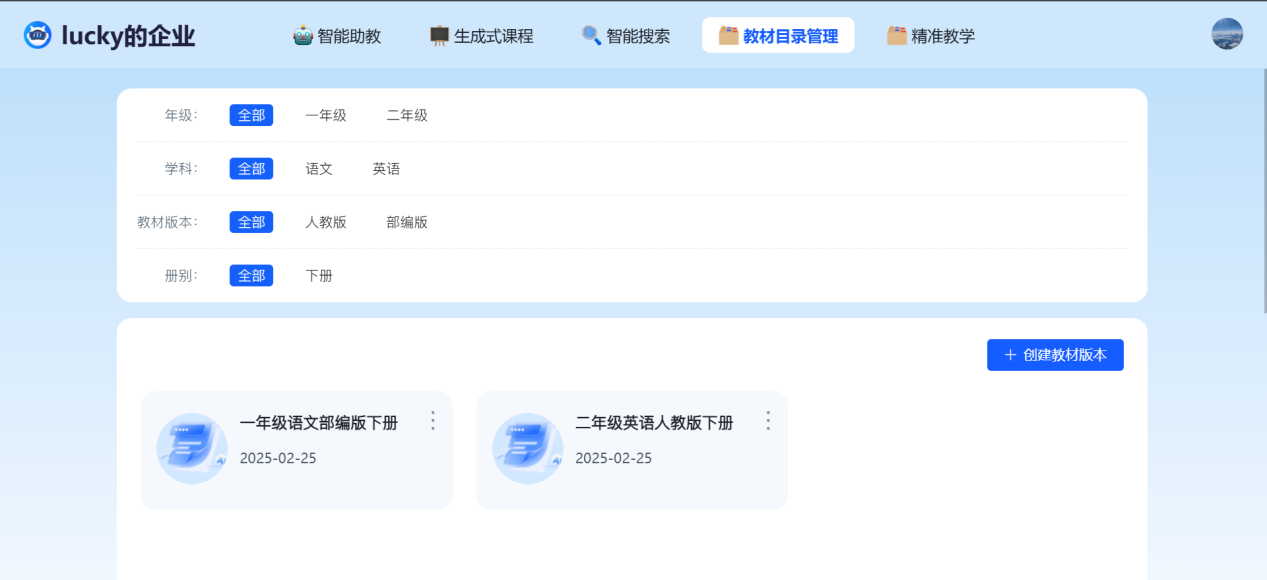 lucky的企业
智能助教
生成式课程
智能搜索
教材目录管理
精准教学
年级： 全部 一年级 二年级
学科： 全部 语文 英语
教材版本： 全部 人教版 部编版
册别： 全部 下册
+ 创建教材版本
一年级语文部编版下册
2025-02-25
二年级英语人教版下册
2025-02-25